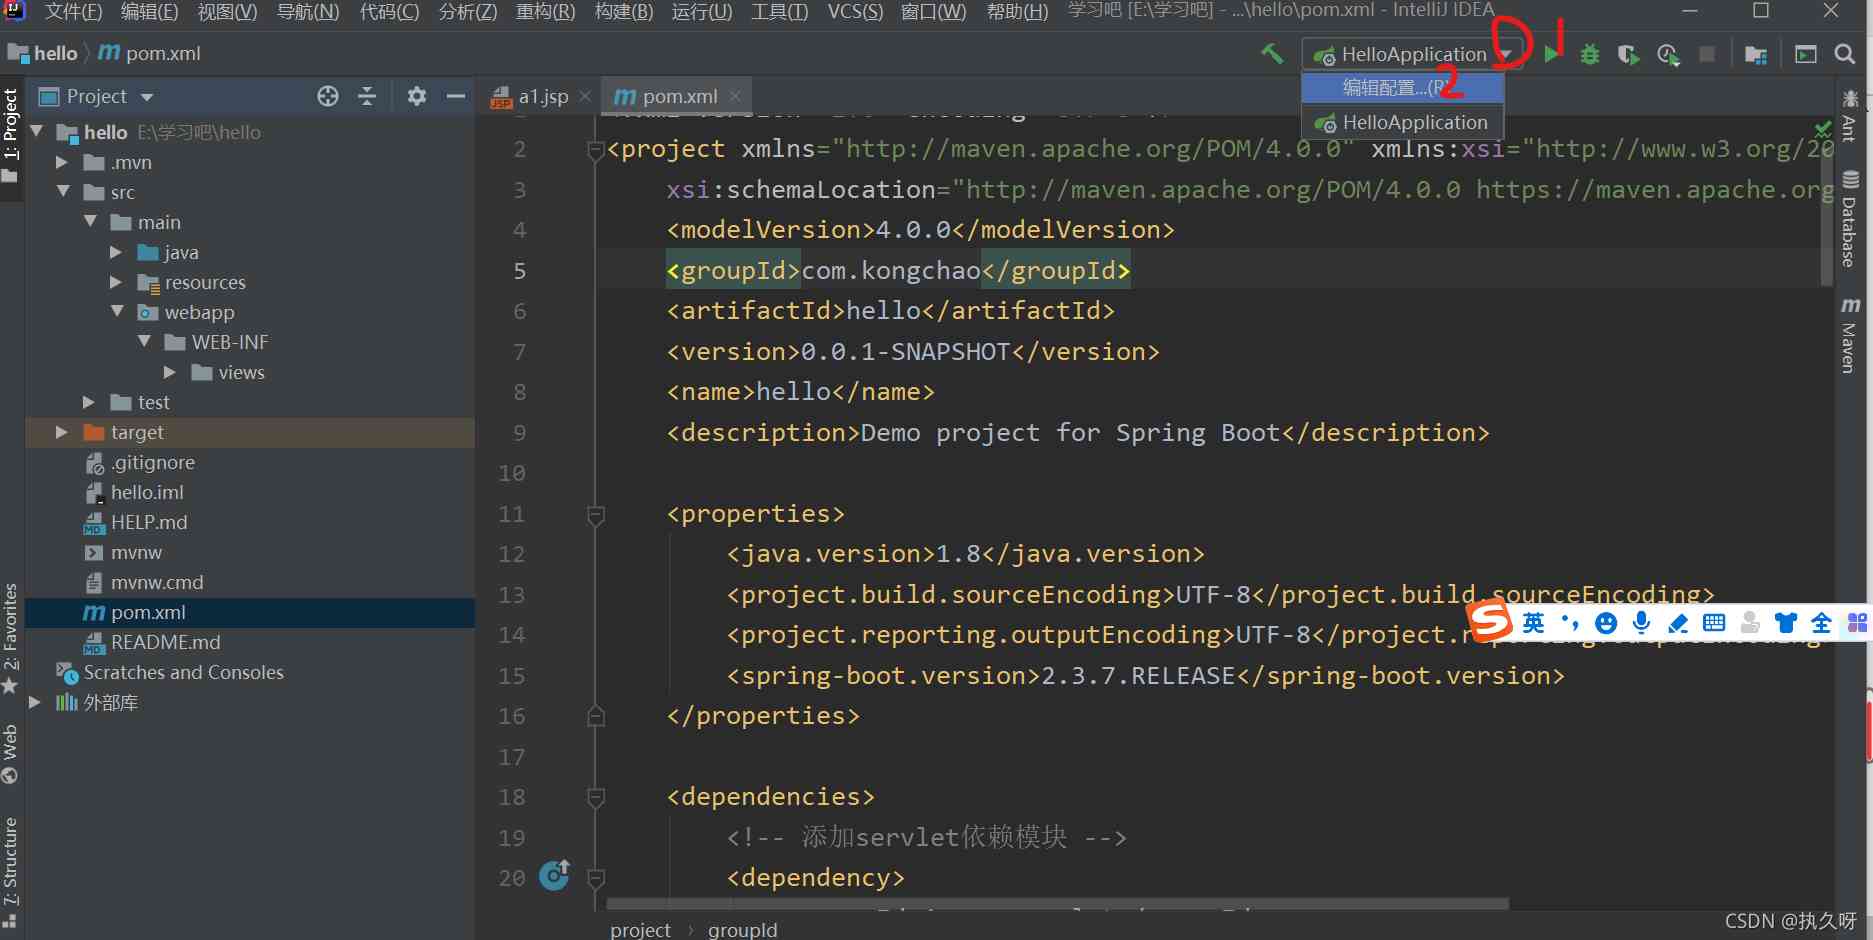 文件(F) 编辑(E) 视图(V) 导航(N) 代码(C) 分析(Z) 重构(R) 构建(B) 运行(U) 工具(T) VCS(S) 窗口(W) 帮助(H) 学习吧 [E:\学习吧] - ...\hello\pom.xml - IntelliJ IDEA
hello pom.xml HelloApplication D 1
编辑配置...(R) 2
HelloApplication
Project a1.jsp pom.xml
hello E:\学习吧\hello
.mvn
src
main
java
resources
webapp
WEB-INF
views
test
target
.gitignore
hello.iml
HELP.md
mvnw
mvnw.cmd
pom.xml
README.md
Scratches and Consoles
外部库
1: Project
2: Favorites
Web
7: Structure
2 <project xmlns="http://maven.apache.org/POM/4.0.0" xmlns:xsi="http://www.w3.org/20
3 xsi:schemaLocation="http://maven.apache.org/POM/4.0.0 https://maven.apache.org
4 <modelVersion>4.0.0</modelVersion>
5 <groupId>com.kongchao</groupId>
6 <artifactId>hello</artifactId>
7 <version>0.0.1-SNAPSHOT</version>
8 <name>hello</name>
9 <description>Demo project for Spring Boot</description>
10
11 <properties>
12 <java.version>1.8</java.version>
13 <project.build.sourceEncoding>UTF-8</project.build.sourceEncoding>
14 <project.reporting.outputEncoding>UTF-8</project.r
15 <spring-boot.version>2.3.7.RELEASE</spring-boot.version>
16 </properties>
17
18 <dependencies>
19 <!-- 添加servlet依赖模块 -->
20 <dependency>
project › groupId
Ant
Database
Maven
英 全
CSDN @执久呀